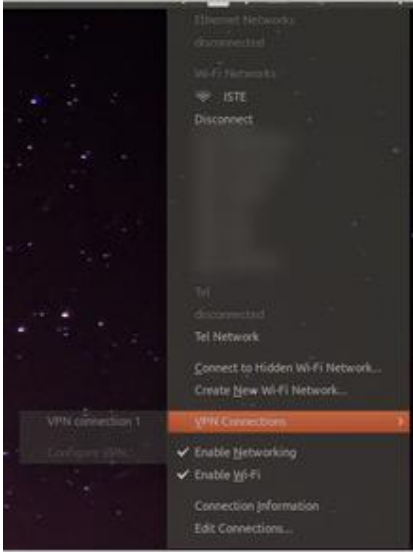 Ethernet Networks
disconnected
Wi-Fi Networks
ISTE
Disconnect
Tel
disconnected
Tel Network
Connect to Hidden Wi-Fi Network...
Create New Wi-Fi Network...
VPN Connections
VPN connection 1
Configure VPN...
Enable Networking
Enable Wi-Fi
Connection Information
Edit Connections...